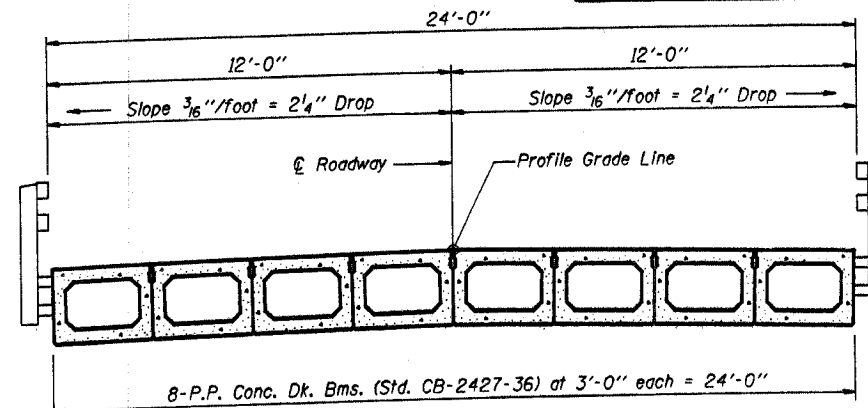 24'-0"
12'-0" 12'-0"
Slope 3/16"/foot = 2 1/4" Drop Slope 3/16"/foot = 2 1/4" Drop
℄ Roadway Profile Grade Line
8-P.P. Conc. Dk. Bms. (Std. CB-2427-36) at 3'-0" each = 24'-0"